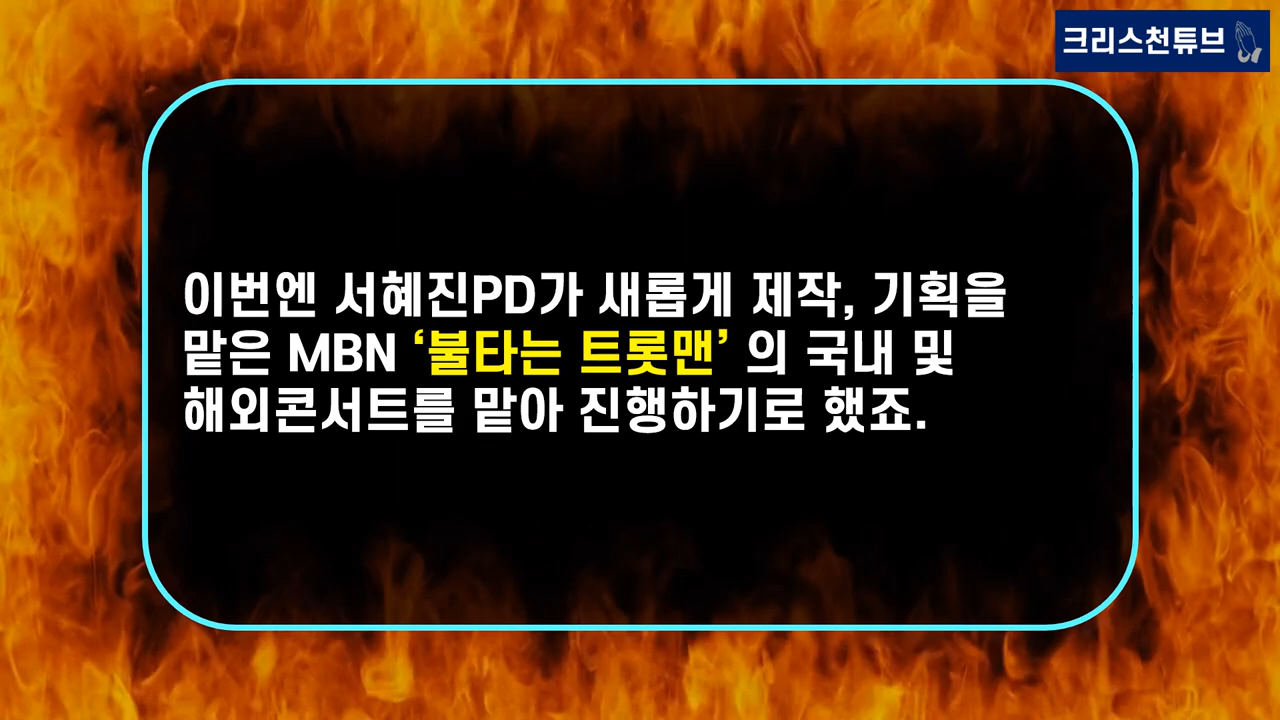 크리스천튜브
이번엔 서혜진PD가 새롭게 제작, 기획을
맡은 MBN ‘불타는 트롯맨’ 의 국내 및
해외콘서트를 맡아 진행하기로 했죠.